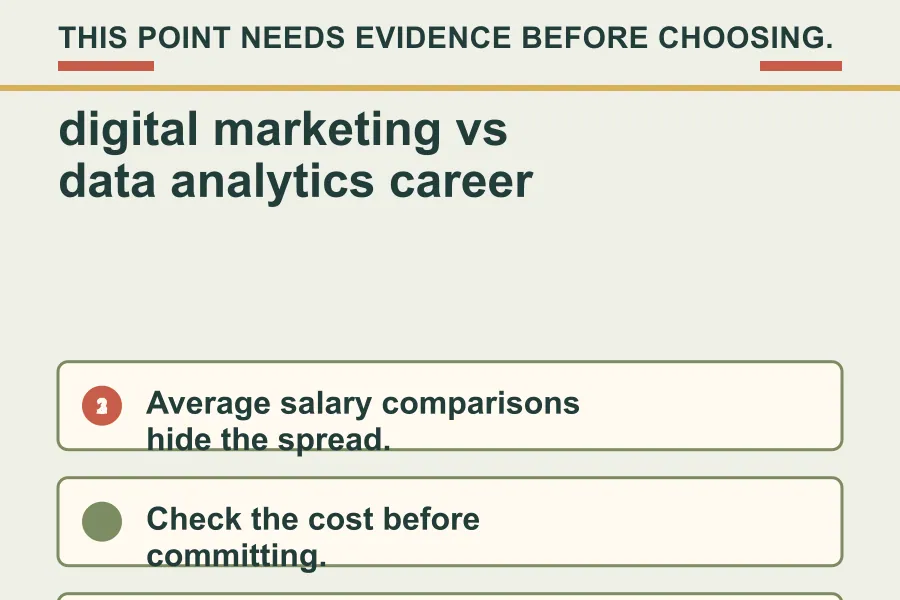 THIS POINT NEEDS EVIDENCE BEFORE CHOOSING.
digital marketing vs
data analytics career
Average salary comparisons
hide the spread.
Check the cost before
committing.